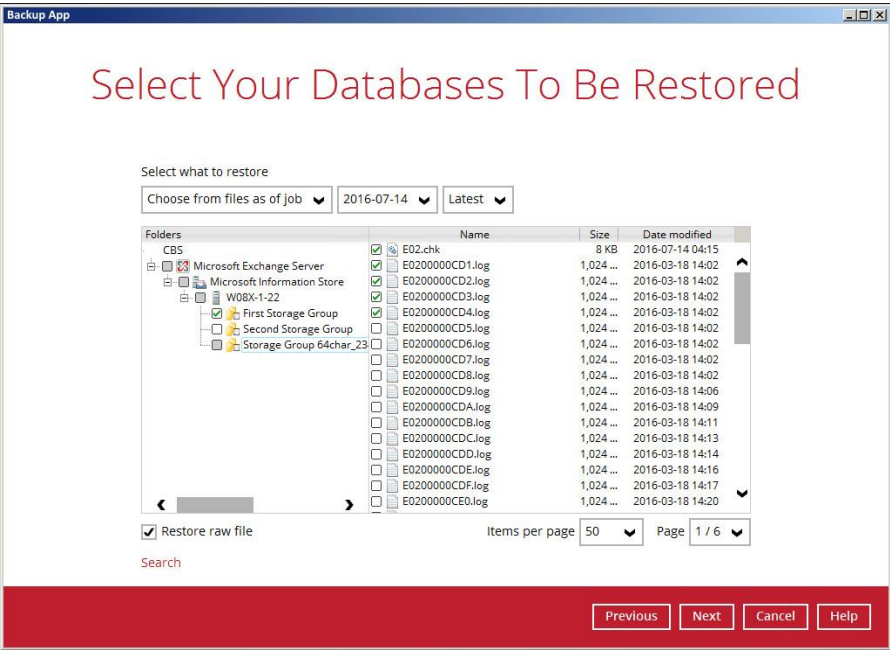 Backup App
Select Your Databases To Be Restored
Select what to restore
Choose from files as of job 2016-07-14 Latest
Folders Name Size Date modified
CBS E02.chk 8 KB 2016-07-14 04:15
Microsoft Exchange Server E0200000CD1.log 1,024 ... 2016-03-18 14:02
Microsoft Information Store E0200000CD2.log 1,024 ... 2016-03-18 14:02
W08X-1-22 E0200000CD3.log 1,024 ... 2016-03-18 14:02
First Storage Group E0200000CD4.log 1,024 ... 2016-03-18 14:02
Second Storage Group E0200000CD5.log 1,024 ... 2016-03-18 14:02
Storage Group 64char_23 E0200000CD6.log 1,024 ... 2016-03-18 14:02
E0200000CD7.log 1,024 ... 2016-03-18 14:02
E0200000CD8.log 1,024 ... 2016-03-18 14:02
E0200000CD9.log 1,024 ... 2016-03-18 14:06
E0200000CDA.log 1,024 ... 2016-03-18 14:09
E0200000CDB.log 1,024 ... 2016-03-18 14:11
E0200000CDC.log 1,024 ... 2016-03-18 14:13
E0200000CDD.log 1,024 ... 2016-03-18 14:14
E0200000CDE.log 1,024 ... 2016-03-18 14:16
E0200000CDF.log 1,024 ... 2016-03-18 14:17
E0200000CE0.log 1,024 ... 2016-03-18 14:20
Restore raw file Items per page 50 Page 1 / 6
Search
Previous Next Cancel Help